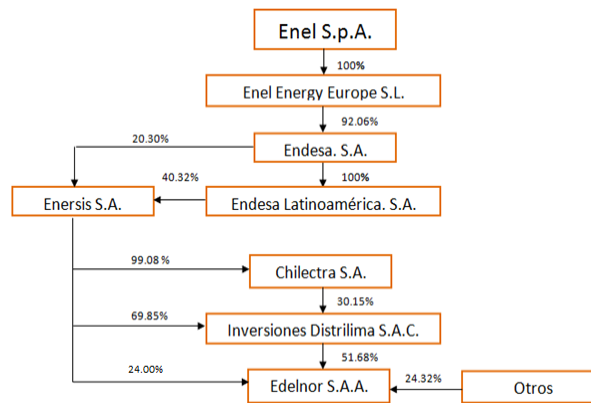 Enel S.p.A.
100%
Enel Energy Europe S.L.
92.06%
20.30%
Endesa. S.A.
40.32%
100%
Enersis S.A.
Endesa Latinoamérica. S.A.
99.08%
Chilectra S.A.
30.15%
69.85%
Inversiones Distrilima S.A.C.
51.68%
24.00%
Edelnor S.A.A.
24.32%
Otros